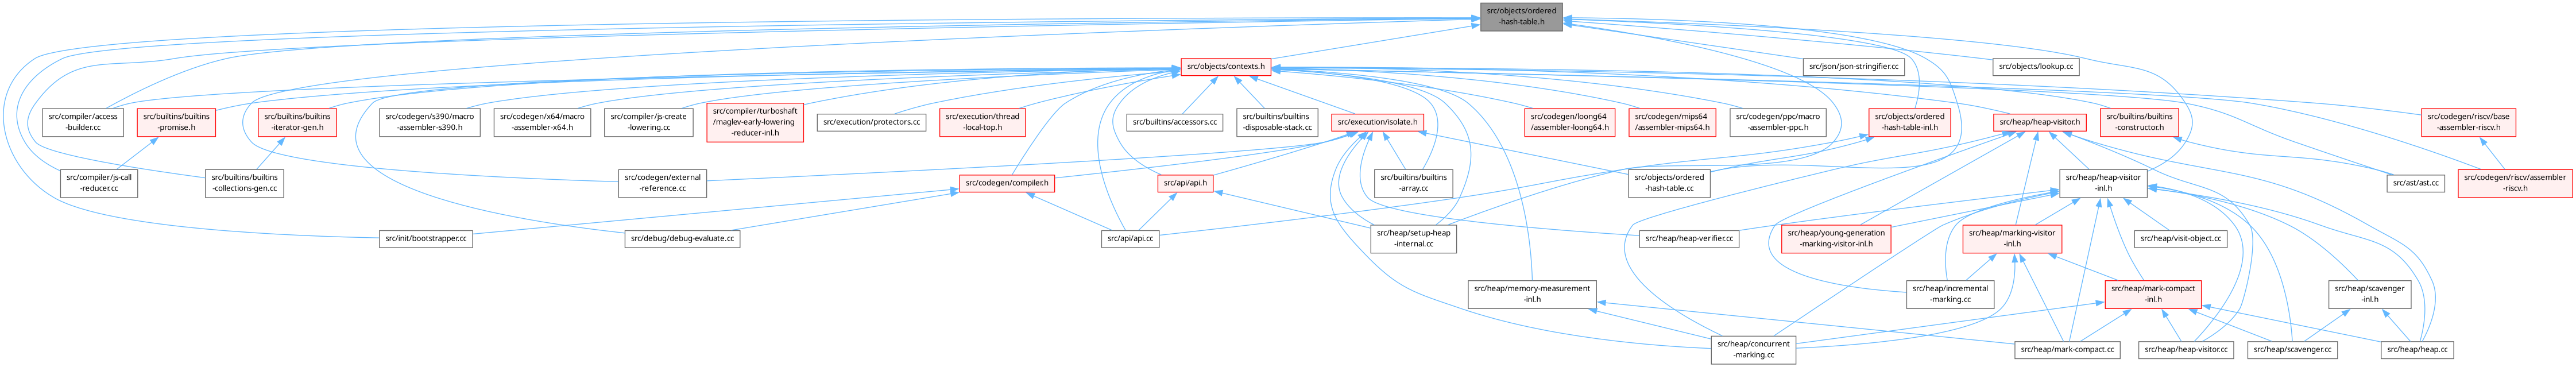 src/objects/ordered
-hash-table.h
src/objects/contexts.h
src/json/json-stringifier.cc
src/objects/lookup.cc
src/compiler/access
-builder.cc
src/builtins/builtins
-promise.h
src/builtins/builtins
-iterator-gen.h
src/codegen/s390/macro
-assembler-s390.h
src/codegen/x64/macro
-assembler-x64.h
src/compiler/js-create
-lowering.cc
src/compiler/turboshaft
/maglev-early-lowering
-reducer-inl.h
src/execution/protectors.cc
src/execution/thread
-local-top.h
src/builtins/accessors.cc
src/builtins/builtins
-disposable-stack.cc
src/execution/isolate.h
src/codegen/loong64
/assembler-loong64.h
src/codegen/mips64
/assembler-mips64.h
src/codegen/ppc/macro
-assembler-ppc.h
src/objects/ordered
-hash-table-inl.h
src/heap/heap-visitor.h
src/builtins/builtins
-constructor.h
src/codegen/riscv/base
-assembler-riscv.h
src/compiler/js-call
-reducer.cc
src/builtins/builtins
-collections-gen.cc
src/codegen/external
-reference.cc
src/codegen/compiler.h
src/api/api.h
src/builtins/builtins
-array.cc
src/objects/ordered
-hash-table.cc
src/heap/heap-visitor
-inl.h
src/ast/ast.cc
src/codegen/riscv/assembler
-riscv.h
src/init/bootstrapper.cc
src/debug/debug-evaluate.cc
src/api/api.cc
src/heap/setup-heap
-internal.cc
src/heap/heap-verifier.cc
src/heap/young-generation
-marking-visitor-inl.h
src/heap/marking-visitor
-inl.h
src/heap/visit-object.cc
src/heap/memory-measurement
-inl.h
src/heap/incremental
-marking.cc
src/heap/mark-compact
-inl.h
src/heap/scavenger
-inl.h
src/heap/concurrent
-marking.cc
src/heap/mark-compact.cc
src/heap/heap-visitor.cc
src/heap/scavenger.cc
src/heap/heap.cc